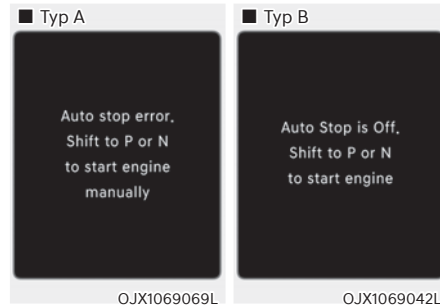 ■ Typ A
Auto stop error.
Shift to P or N
to start engine
manually
OJX1069069L
■ Typ B
Auto Stop is Off.
Shift to P or N
to start engine
OJX1069042L